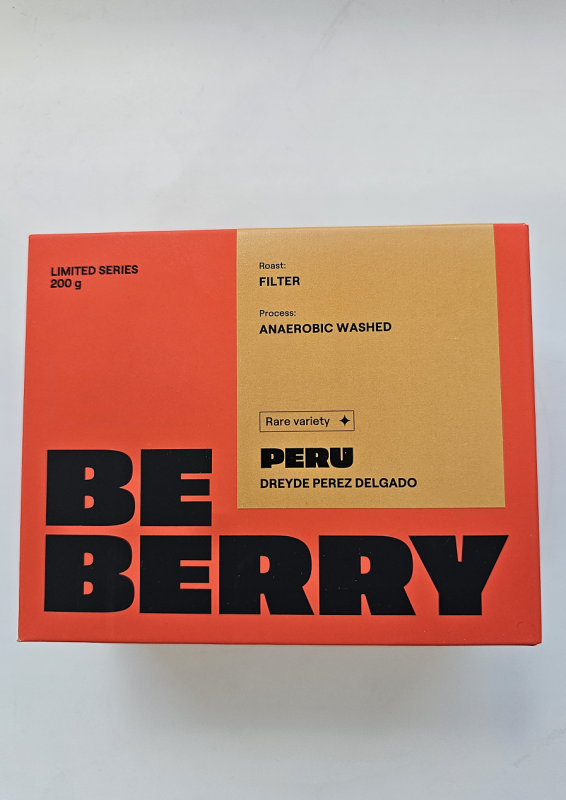 LIMITED SERIES
200 g
Roast:
FILTER
Process:
ANAEROBIC WASHED
Rare variety
PERU
DREYDE PEREZ DELGADO
BE
BERRY